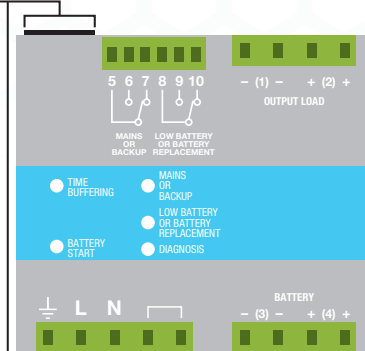 5 6 7 8 9 10
− (1) − + (2) +
OUTPUT LOAD
MAINS
OR
BACKUP
LOW BATTERY
OR BATTERY
REPLACEMENT
TIME
BUFFERING
MAINS
OR
BACKUP
LOW BATTERY
OR BATTERY
REPLACEMENT
BATTERY
START
DIAGNOSIS
L N
BATTERY
− (3) − + (4) +